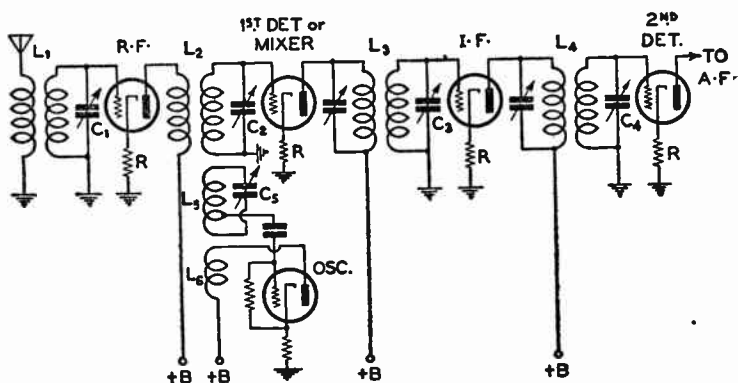 L1
R.F.
L2
1ST DET or
MIXER
L3
I.F.
L4
2ND
DET.
TO
A.F.
C1
R
C2
R
C3
R
C4
R
L5
C5
L6
OSC.
+B
+B
+B
+B